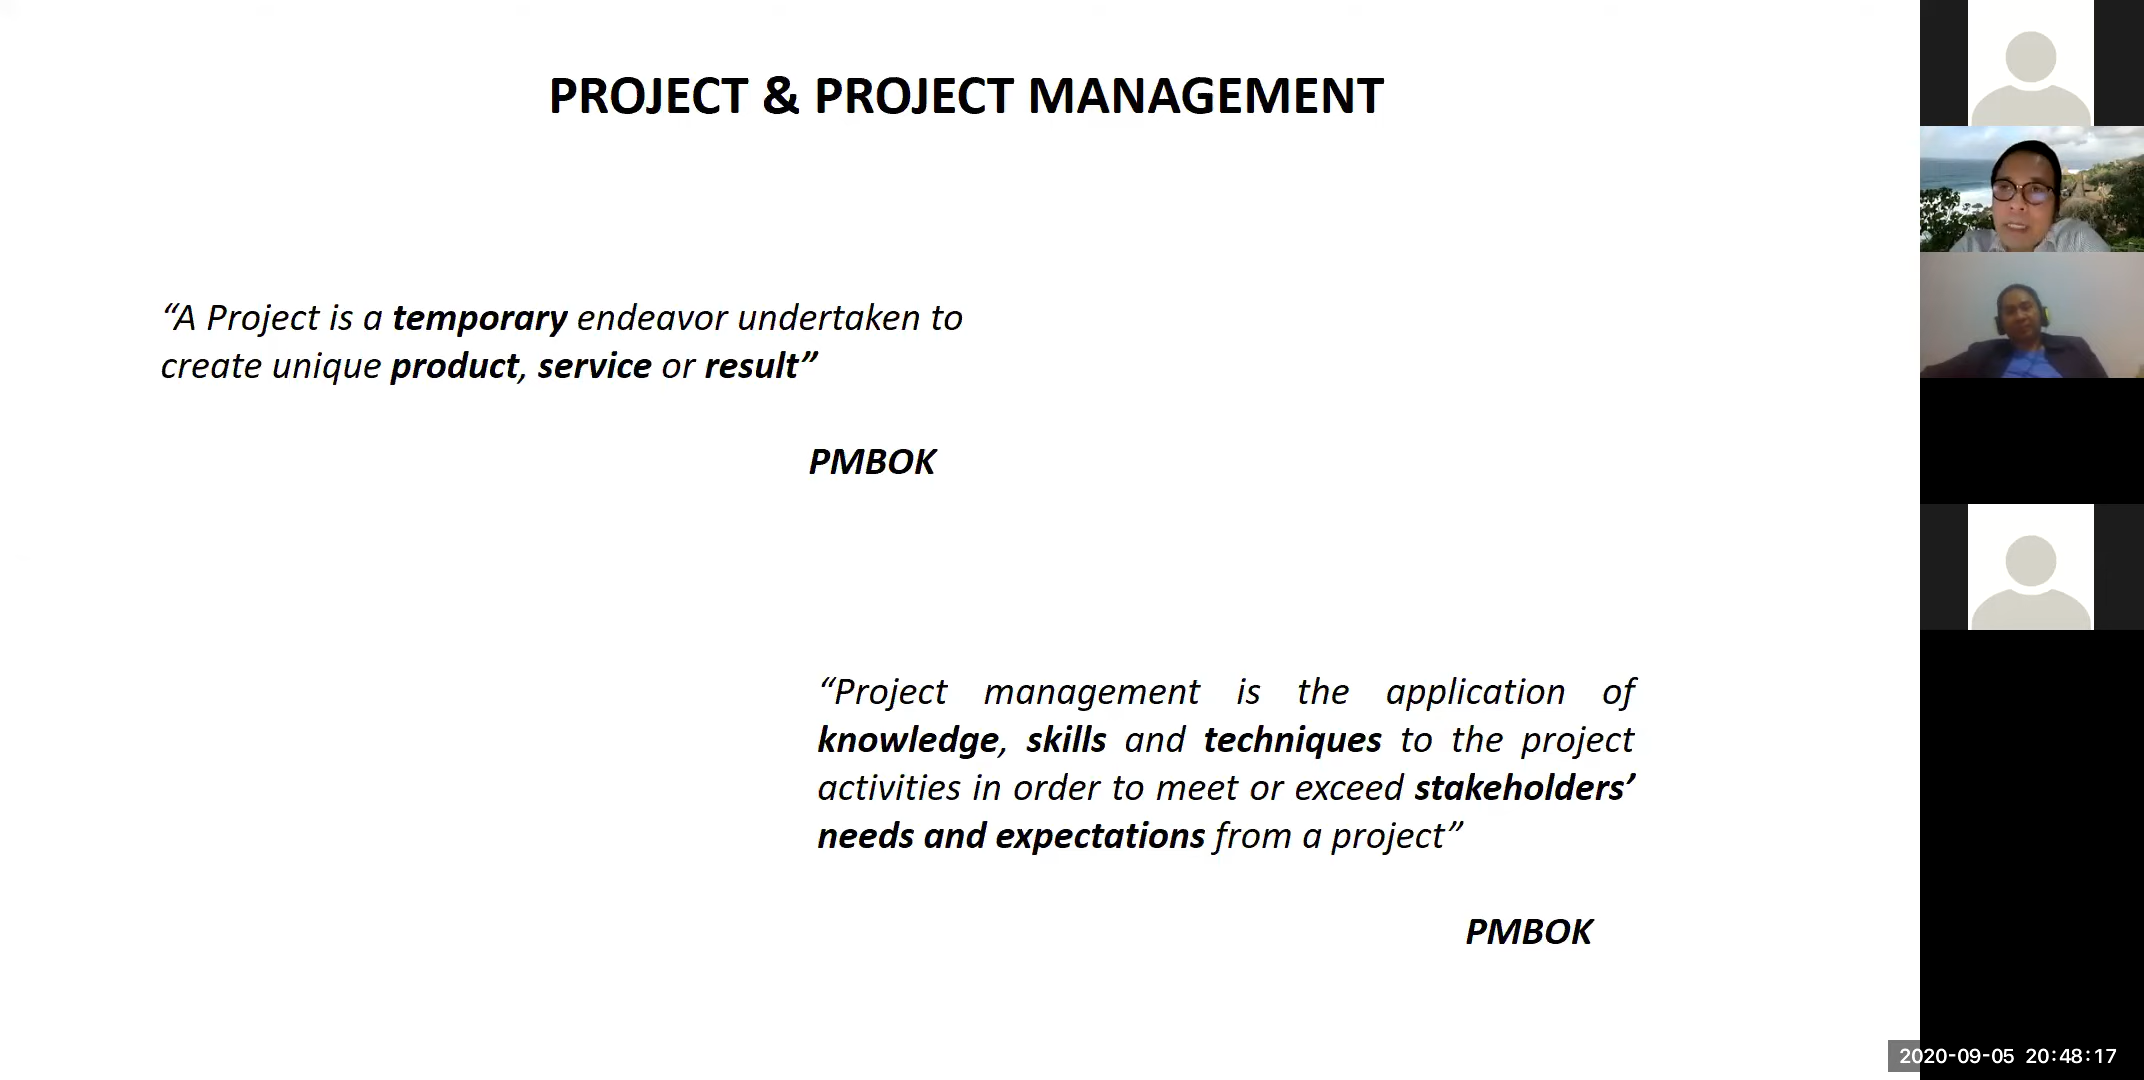 PROJECT & PROJECT MANAGEMENT
“A Project is a temporary endeavor undertaken to
create unique product, service or result”
PMBOK
“Project management is the application of
knowledge, skills and techniques to the project
activities in order to meet or exceed stakeholders’
needs and expectations from a project”
PMBOK
2020-09-05 20:48:17